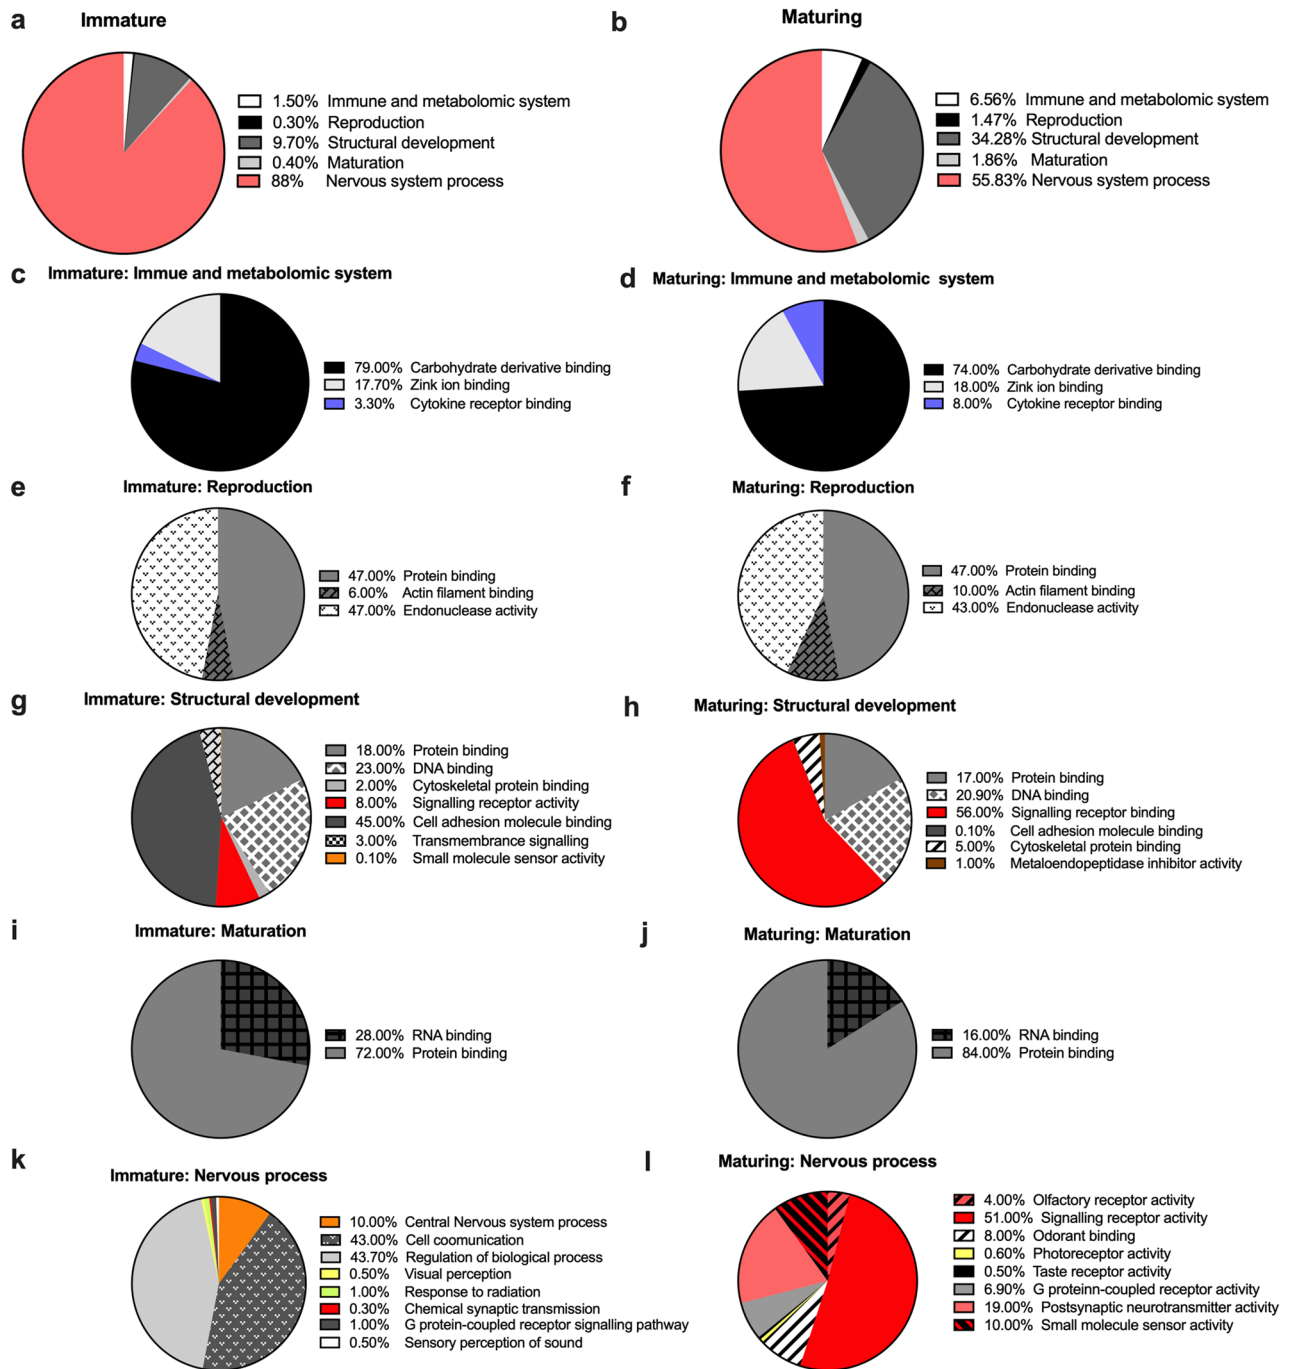 a
Immature
1.50% Immune and metabolomic system
0.30% Reproduction
9.70% Structural development
0.40% Maturation
88% Nervous system process
b
Maturing
6.56% Immune and metabolomic system
1.47% Reproduction
34.28% Structural development
1.86% Maturation
55.83% Nervous system process
c
Immature: Immue and metabolomic system
79.00% Carbohydrate derivative binding
17.70% Zink ion binding
3.30% Cytokine receptor binding
d
Maturing: Immune and metabolomic system
74.00% Carbohydrate derivative binding
18.00% Zink ion binding
8.00% Cytokine receptor binding
e
Immature: Reproduction
47.00% Protein binding
6.00% Actin filament binding
47.00% Endonuclease activity
f
Maturing: Reproduction
47.00% Protein binding
10.00% Actin filament binding
43.00% Endonuclease activity
g
Immature: Structural development
18.00% Protein binding
23.00% DNA binding
2.00% Cytoskeletal protein binding
8.00% Signalling receptor activity
45.00% Cell adhesion molecule binding
3.00% Transmembrance signalling
0.10% Small molecule sensor activity
h
Maturing: Structural development
17.00% Protein binding
20.90% DNA binding
56.00% Signalling receptor binding
0.10% Cell adhesion molecule binding
5.00% Cytoskeletal protein binding
1.00% Metaloendopeptidase inhibitor activity
i
Immature: Maturation
28.00% RNA binding
72.00% Protein binding
j
Maturing: Maturation
16.00% RNA binding
84.00% Protein binding
k
Immature: Nervous process
10.00% Central Nervous system process
43.00% Cell coomunication
43.70% Regulation of biological process
0.50% Visual perception
1.00% Response to radiation
0.30% Chemical synaptic transmission
1.00% G protein-coupled receptor signalling pathway
0.50% Sensory perception of sound
l
Maturing: Nervous process
4.00% Olfactory receptor activity
51.00% Signalling receptor activity
8.00% Odorant binding
0.60% Photoreceptor activity
0.50% Taste receptor activity
6.90% G proteinn-coupled receptor activity
19.00% Postsynaptic neurotransmitter activity
10.00% Small molecule sensor activity